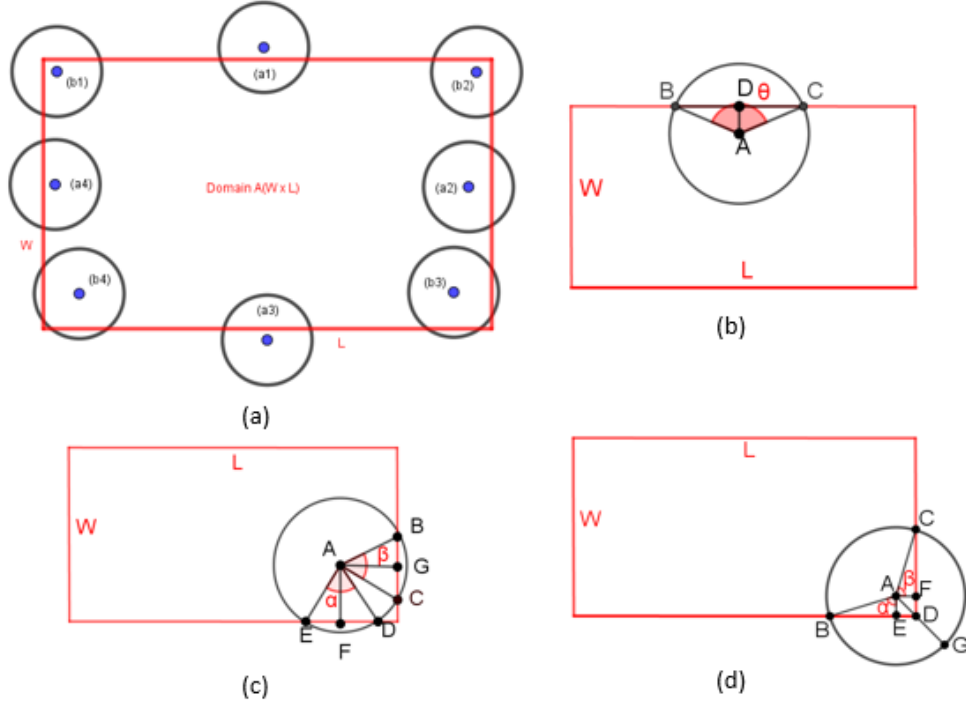 (b1)
(a1)
(b2)
(a4)
Domain A(W x L)
(a2)
W
(b4)
(a3)
(b3)
L
(a)
B
D
θ
C
A
W
L
(b)
L
W
A
B
β
G
α
C
E
F
D
(c)
L
W
C
A
β
F
α
B
E
D
G
(d)